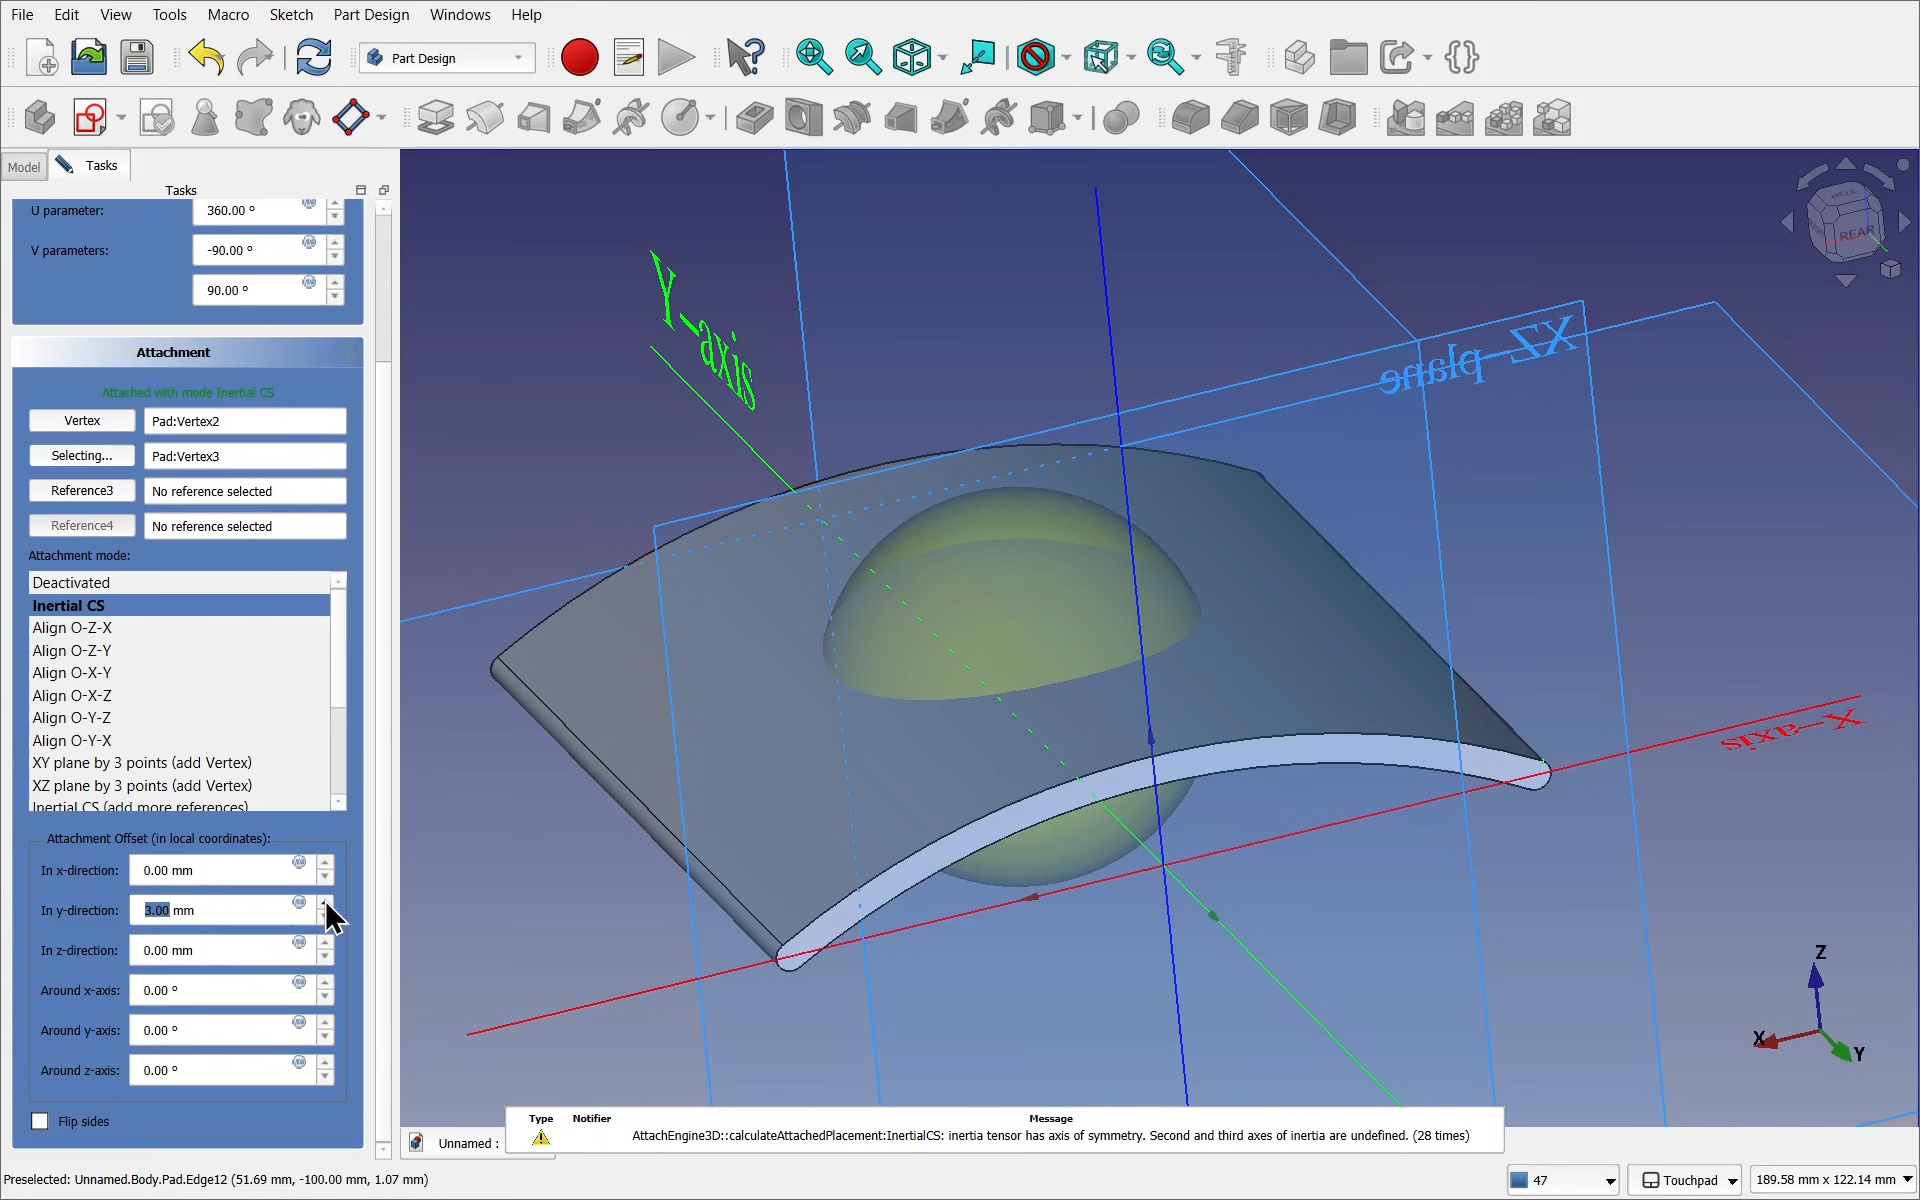 File Edit View Tools Macro Sketch Part Design Windows Help
Part Design
Model Tasks
Tasks
U parameter: 360.00 °
V parameters: -90.00 °
90.00 °
Attachment
Attached with mode Inertial CS
Vertex Pad:Vertex2
Selecting... Pad:Vertex3
Reference3 No reference selected
Reference4 No reference selected
Attachment mode:
Deactivated
Inertial CS
Align O-Z-X
Align O-Z-Y
Align O-X-Y
Align O-X-Z
Align O-Y-Z
Align O-Y-X
XY plane by 3 points (add Vertex)
XZ plane by 3 points (add Vertex)
Inertial CS (add more references)
Attachment Offset (in local coordinates):
In x-direction: 0.00 mm
In y-direction: 3.00 mm
In z-direction: 0.00 mm
Around x-axis: 0.00 °
Around y-axis: 0.00 °
Around z-axis: 0.00 °
Flip sides
Y-axis
XZ-plane
X-axis
TOP
REAR
Z
X
Y
Unnamed :
Type Notifier Message
AttachEngine3D::calculateAttachedPlacement:InertialCS: inertia tensor has axis of symmetry. Second and third axes of inertia are undefined. (28 times)
Preselected: Unnamed.Body.Pad.Edge12 (51.69 mm, -100.00 mm, 1.07 mm)
47 Touchpad 189.58 mm x 122.14 mm